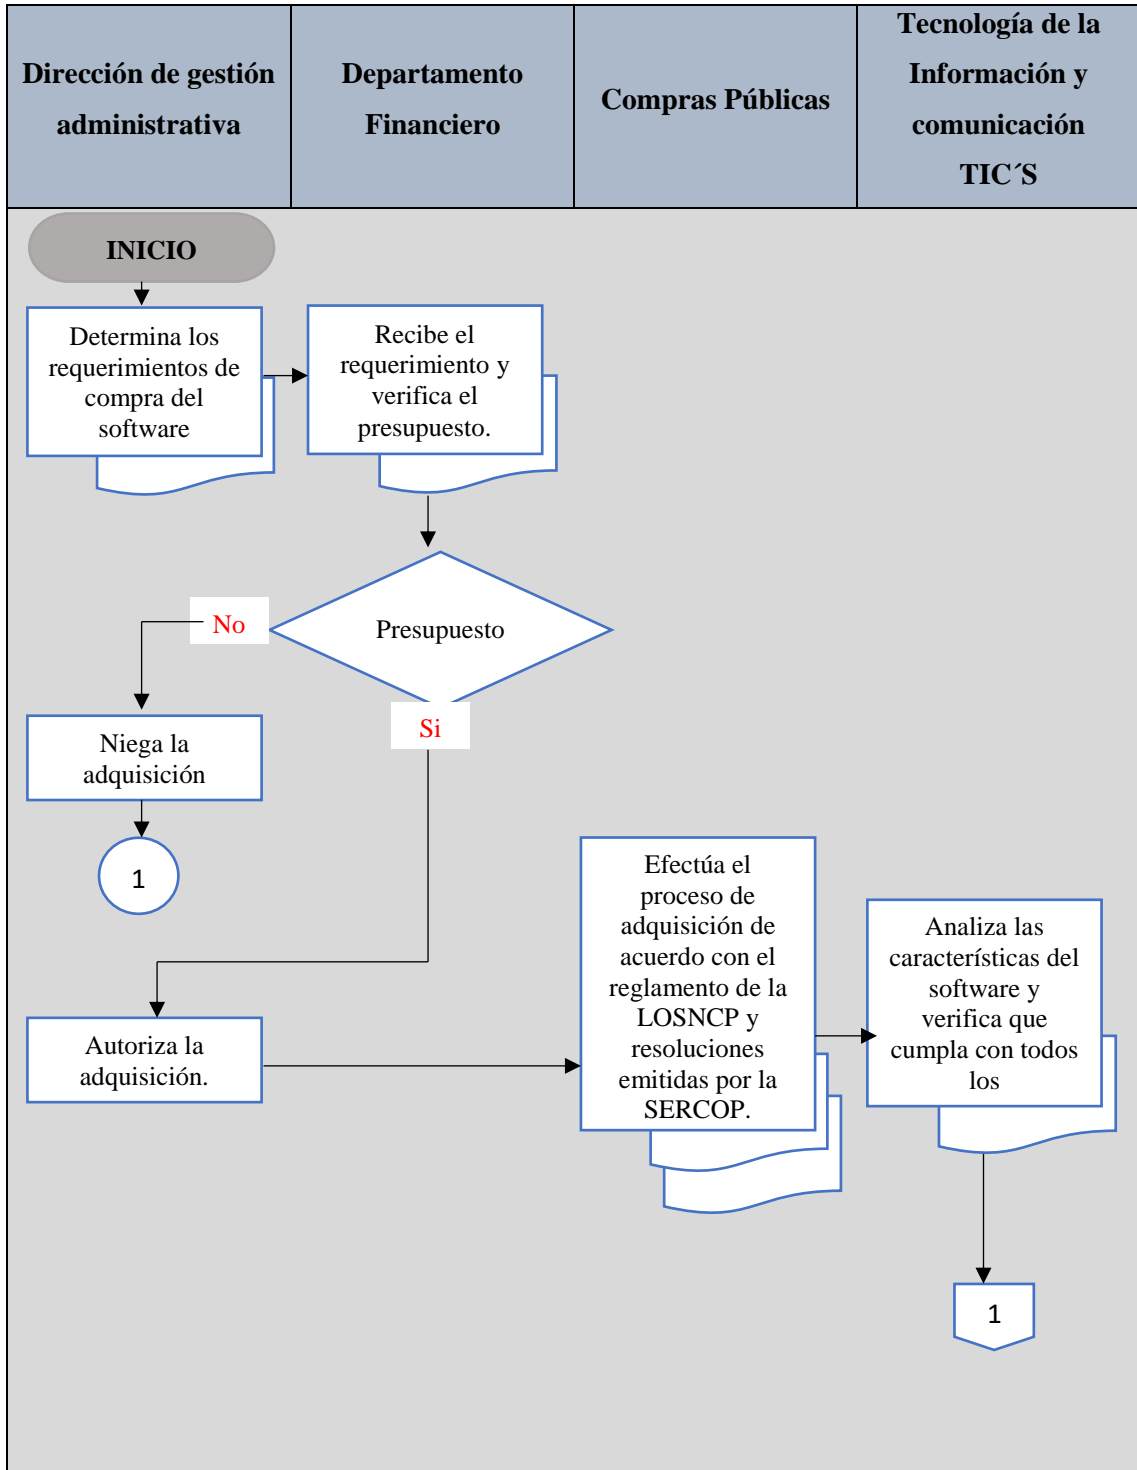 Dirección de gestión
administrativa
Departamento
Financiero
Compras Públicas
Tecnología de la
Información y
comunicación
TIC´S
INICIO
Determina los
requerimientos de
compra del
software
Recibe el
requerimiento y
verifica el
presupuesto.
Presupuesto
No
Si
Niega la
adquisición
1
Autoriza la
adquisición.
Efectúa el
proceso de
adquisición de
acuerdo con el
reglamento de la
LOSNCP y
resoluciones
emitidas por la
SERCOP.
Analiza las
características del
software y
verifica que
cumpla con todos
los
1